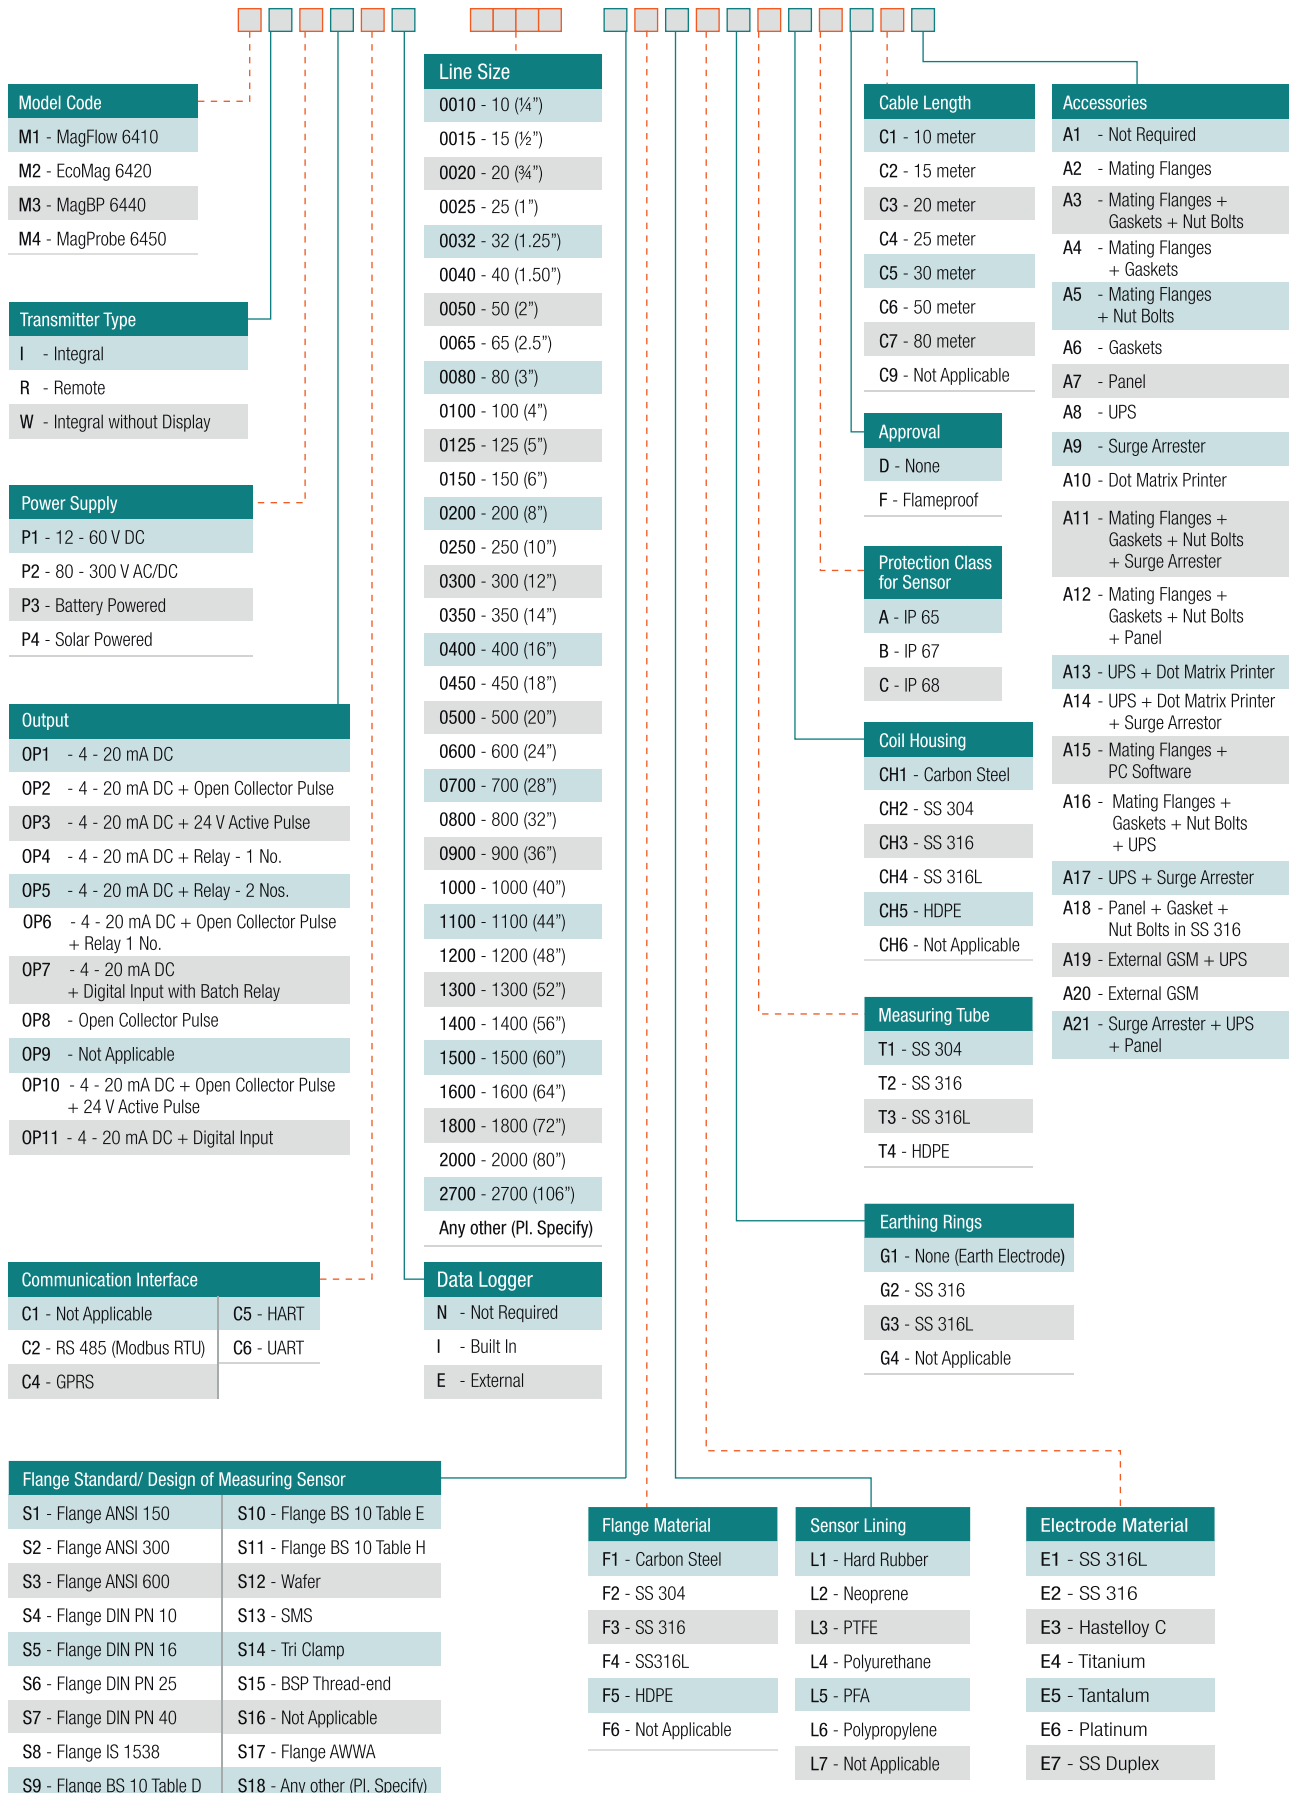 Model Code
M1 - MagFlow 6410
M2 - EcoMag 6420
M3 - MagBP 6440
M4 - MagProbe 6450
Transmitter Type
I - Integral
R - Remote
W - Integral without Display
Power Supply
P1 - 12 - 60 V DC
P2 - 80 - 300 V AC/DC
P3 - Battery Powered
P4 - Solar Powered
Output
OP1 - 4 - 20 mA DC
OP2 - 4 - 20 mA DC + Open Collector Pulse
OP3 - 4 - 20 mA DC + 24 V Active Pulse
OP4 - 4 - 20 mA DC + Relay - 1 No.
OP5 - 4 - 20 mA DC + Relay - 2 Nos.
OP6 - 4 - 20 mA DC + Open Collector Pulse
+ Relay 1 No.
OP7 - 4 - 20 mA DC
+ Digital Input with Batch Relay
OP8 - Open Collector Pulse
OP9 - Not Applicable
OP10 - 4 - 20 mA DC + Open Collector Pulse
+ 24 V Active Pulse
OP11 - 4 - 20 mA DC + Digital Input
Communication Interface
C1 - Not Applicable
C2 - RS 485 (Modbus RTU)
C4 - GPRS
C5 - HART
C6 - UART
Line Size
0010 - 10 (¼”)
0015 - 15 (½”)
0020 - 20 (¾”)
0025 - 25 (1”)
0032 - 32 (1.25”)
0040 - 40 (1.50”)
0050 - 50 (2”)
0065 - 65 (2.5”)
0080 - 80 (3”)
0100 - 100 (4”)
0125 - 125 (5”)
0150 - 150 (6”)
0200 - 200 (8”)
0250 - 250 (10”)
0300 - 300 (12”)
0350 - 350 (14”)
0400 - 400 (16”)
0450 - 450 (18”)
0500 - 500 (20”)
0600 - 600 (24”)
0700 - 700 (28”)
0800 - 800 (32”)
0900 - 900 (36”)
1000 - 1000 (40”)
1100 - 1100 (44”)
1200 - 1200 (48”)
1300 - 1300 (52”)
1400 - 1400 (56”)
1500 - 1500 (60”)
1600 - 1600 (64”)
1800 - 1800 (72”)
2000 - 2000 (80”)
2700 - 2700 (106”)
Any other (Pl. Specify)
Data Logger
N - Not Required
I - Built In
E - External
Cable Length
C1 - 10 meter
C2 - 15 meter
C3 - 20 meter
C4 - 25 meter
C5 - 30 meter
C6 - 50 meter
C7 - 80 meter
C9 - Not Applicable
Approval
D - None
F - Flameproof
Protection Class
for Sensor
A - IP 65
B - IP 67
C - IP 68
Coil Housing
CH1 - Carbon Steel
CH2 - SS 304
CH3 - SS 316
CH4 - SS 316L
CH5 - HDPE
CH6 - Not Applicable
Measuring Tube
T1 - SS 304
T2 - SS 316
T3 - SS 316L
T4 - HDPE
Earthing Rings
G1 - None (Earth Electrode)
G2 - SS 316
G3 - SS 316L
G4 - Not Applicable
Accessories
A1 - Not Required
A2 - Mating Flanges
A3 - Mating Flanges +
Gaskets + Nut Bolts
A4 - Mating Flanges
+ Gaskets
A5 - Mating Flanges
+ Nut Bolts
A6 - Gaskets
A7 - Panel
A8 - UPS
A9 - Surge Arrester
A10 - Dot Matrix Printer
A11 - Mating Flanges +
Gaskets + Nut Bolts
+ Surge Arrester
A12 - Mating Flanges +
Gaskets + Nut Bolts
+ Panel
A13 - UPS + Dot Matrix Printer
A14 - UPS + Dot Matrix Printer
+ Surge Arrestor
A15 - Mating Flanges +
PC Software
A16 - Mating Flanges +
Gaskets + Nut Bolts
+ UPS
A17 - UPS + Surge Arrester
A18 - Panel + Gasket +
Nut Bolts in SS 316
A19 - External GSM + UPS
A20 - External GSM
A21 - Surge Arrester + UPS
+ Panel
Flange Standard/ Design of Measuring Sensor
S1 - Flange ANSI 150
S2 - Flange ANSI 300
S3 - Flange ANSI 600
S4 - Flange DIN PN 10
S5 - Flange DIN PN 16
S6 - Flange DIN PN 25
S7 - Flange DIN PN 40
S8 - Flange IS 1538
S9 - Flange BS 10 Table D
S10 - Flange BS 10 Table E
S11 - Flange BS 10 Table H
S12 - Wafer
S13 - SMS
S14 - Tri Clamp
S15 - BSP Thread-end
S16 - Not Applicable
S17 - Flange AWWA
S18 - Any other (Pl. Specify)
Flange Material
F1 - Carbon Steel
F2 - SS 304
F3 - SS 316
F4 - SS316L
F5 - HDPE
F6 - Not Applicable
Sensor Lining
L1 - Hard Rubber
L2 - Neoprene
L3 - PTFE
L4 - Polyurethane
L5 - PFA
L6 - Polypropylene
L7 - Not Applicable
Electrode Material
E1 - SS 316L
E2 - SS 316
E3 - Hastelloy C
E4 - Titanium
E5 - Tantalum
E6 - Platinum
E7 - SS Duplex